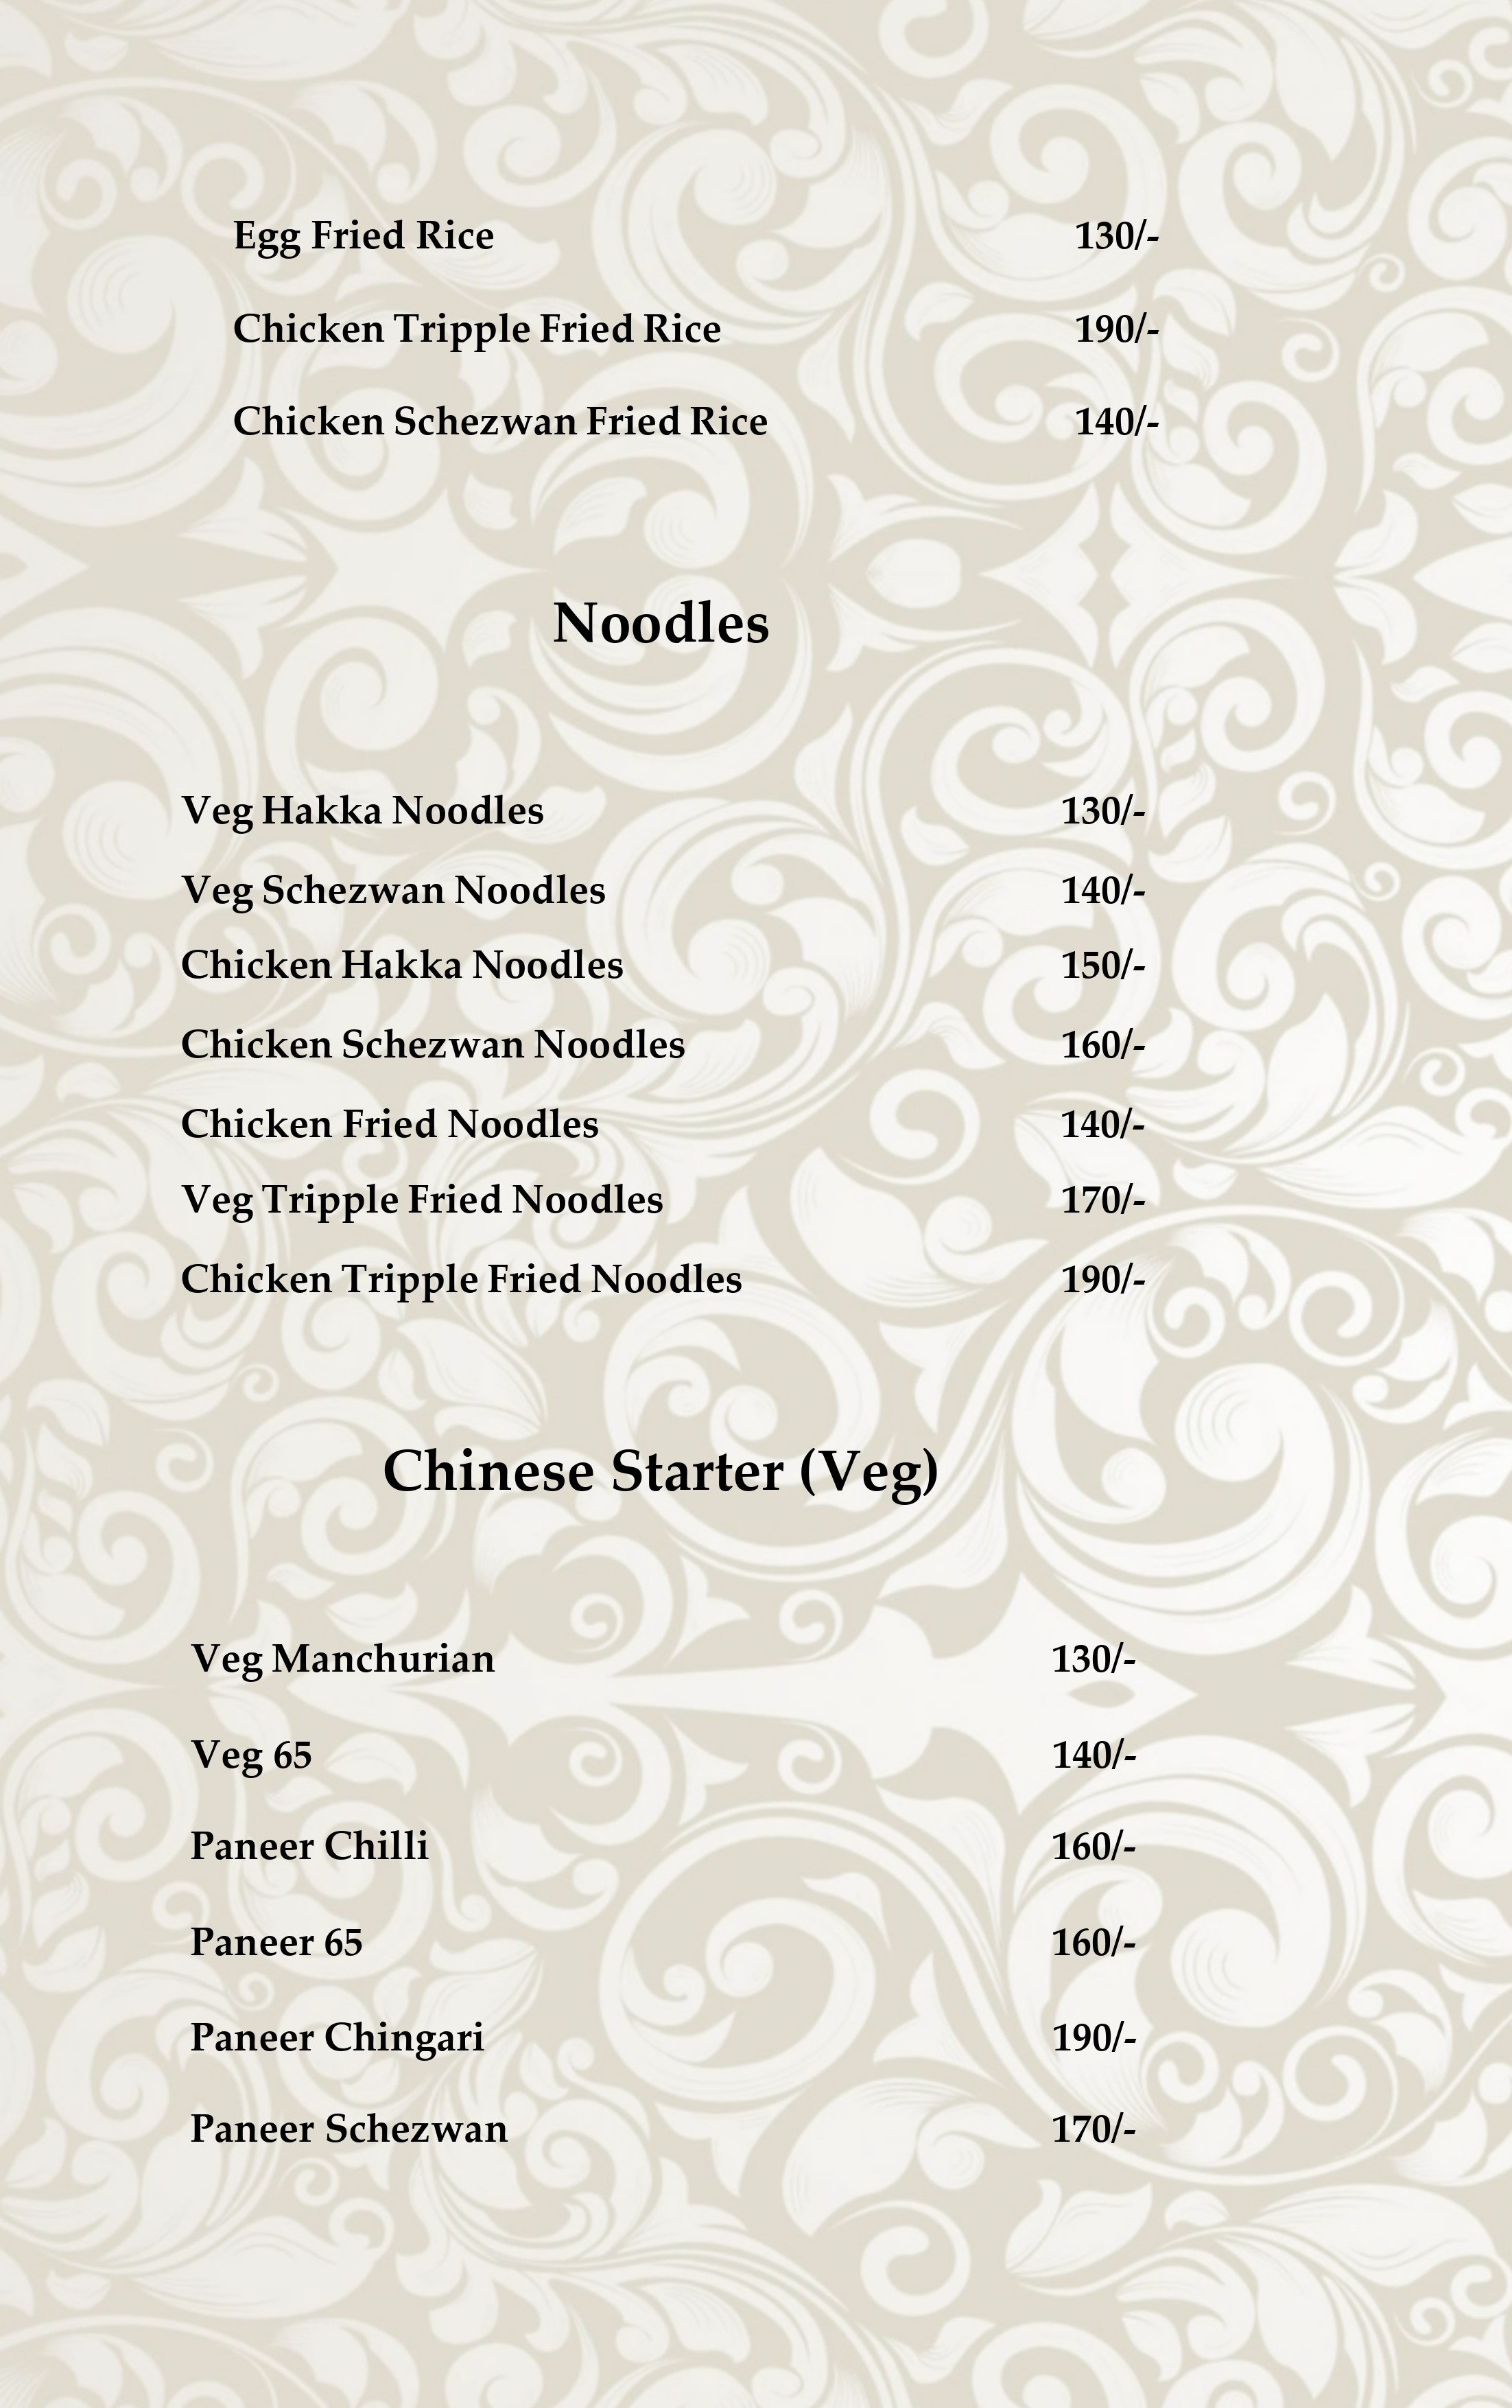 Egg Fried Rice 130/-
Chicken Tripple Fried Rice 190/-
Chicken Schezwan Fried Rice 140/-
Noodles
Veg Hakka Noodles 130/-
Veg Schezwan Noodles 140/-
Chicken Hakka Noodles 150/-
Chicken Schezwan Noodles 160/-
Chicken Fried Noodles 140/-
Veg Tripple Fried Noodles 170/-
Chicken Tripple Fried Noodles 190/-
Chinese Starter (Veg)
Veg Manchurian 130/-
Veg 65 140/-
Paneer Chilli 160/-
Paneer 65 160/-
Paneer Chingari 190/-
Paneer Schezwan 170/-